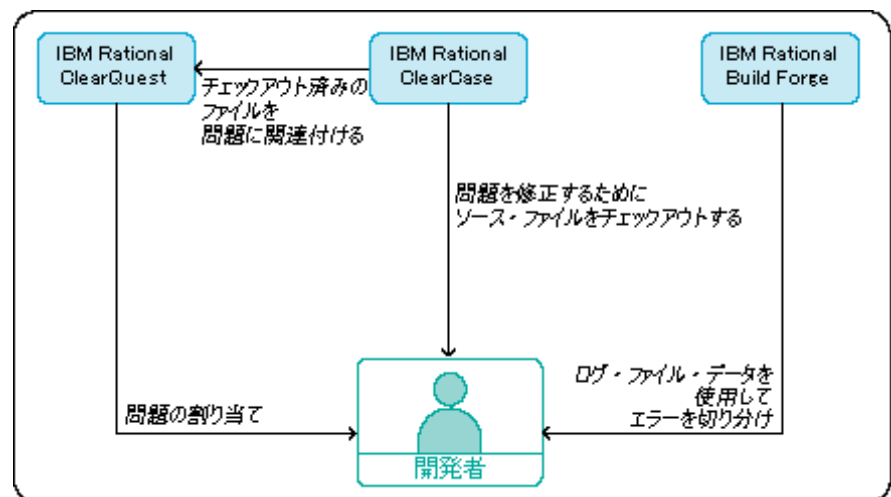 IBM Rational
ClearQuest
IBM Rational
ClearCase
IBM Rational
Build Forge
チェックアウト済みの
ファイルを
問題に関連付ける
問題を修正するために
ソース・ファイルをチェックアウトする
ログ・ファイル・データを
使用して
エラーを切り分け
問題の割り当て
開発者